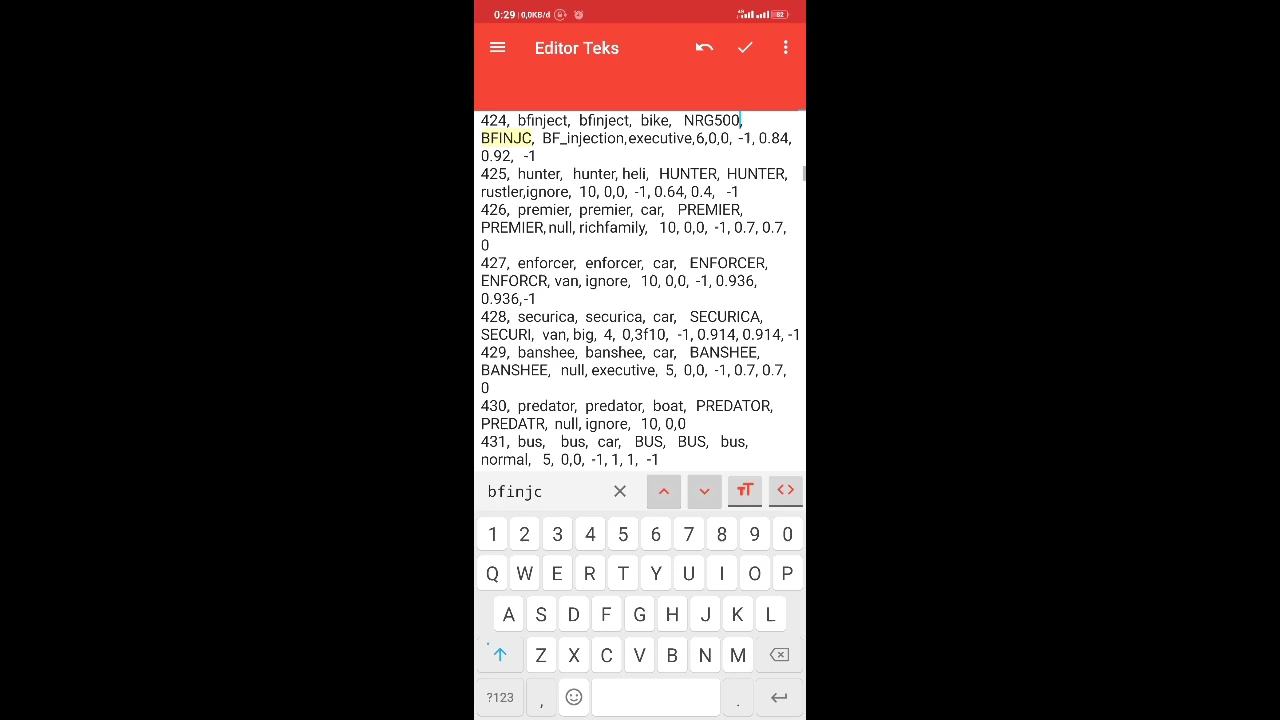 0:29 | 0,0KB/d 4G 82
Editor Teks
424, bfinject, bfinject, bike, NRG500,
BFINJC, BF_injection,executive,6,0,0, -1, 0.84,
0.92, -1
425, hunter, hunter, heli, HUNTER, HUNTER,
rustler,ignore, 10, 0,0, -1, 0.64, 0.4, -1
426, premier, premier, car, PREMIER,
PREMIER, null, richfamily, 10, 0,0, -1, 0.7, 0.7,
0
427, enforcer, enforcer, car, ENFORCER,
ENFORCR, van, ignore, 10, 0,0, -1, 0.936,
0.936,-1
428, securica, securica, car, SECURICA,
SECURI, van, big, 4, 0,3f10, -1, 0.914, 0.914, -1
429, banshee, banshee, car, BANSHEE,
BANSHEE, null, executive, 5, 0,0, -1, 0.7, 0.7,
0
430, predator, predator, boat, PREDATOR,
PREDATR, null, ignore, 10, 0,0
431, bus, bus, car, BUS, BUS, bus,
normal, 5, 0,0, -1, 1, 1, -1
bfinjc TT <>
1 2 3 4 5 6 7 8 9 0
Q W E R T Y U I O P
A S D F G H J K L
Z X C V B N M
?123 , .